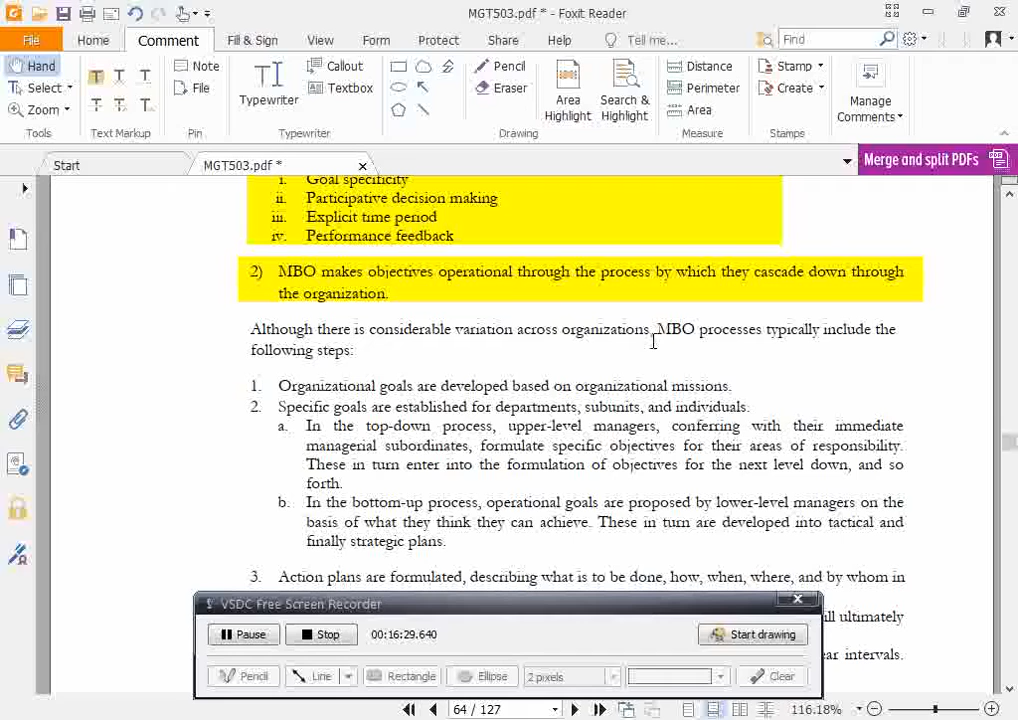 MGT503.pdf * - Foxit Reader
File Home Comment Fill & Sign View Form Protect Share Help Tell me... Find
Hand
Select
Zoom
Tools
Text Markup
Note
File
Pin
Typewriter
Callout
Textbox
Typewriter
Pencil
Eraser
Area Highlight
Search & Highlight
Drawing
Distance
Perimeter
Area
Measure
Stamp
Create
Stamps
Manage Comments
Start MGT503.pdf * Merge and split PDFs
i. Goal specificity
ii. Participative decision making
iii. Explicit time period
iv. Performance feedback
2) MBO makes objectives operational through the process by which they cascade down through
the organization.
Although there is considerable variation across organizations, MBO processes typically include the
following steps:
1. Organizational goals are developed based on organizational missions.
2. Specific goals are established for departments, subunits, and individuals.
a. In the top-down process, upper-level managers, conferring with their immediate
managerial subordinates, formulate specific objectives for their areas of responsibility.
These in turn enter into the formulation of objectives for the next level down, and so
forth.
b. In the bottom-up process, operational goals are proposed by lower-level managers on the
basis of what they think they can achieve. These in turn are developed into tactical and
finally strategic plans.
3. Action plans are formulated, describing what is to be done, how, when, where, and by whom in
ultimately
intervals.
VSDC Free Screen Recorder
Pause Stop 00:16:29.640 Start drawing
Pencil Line Rectangle Ellipse 2 pixels Clear
64 / 127 116.18%